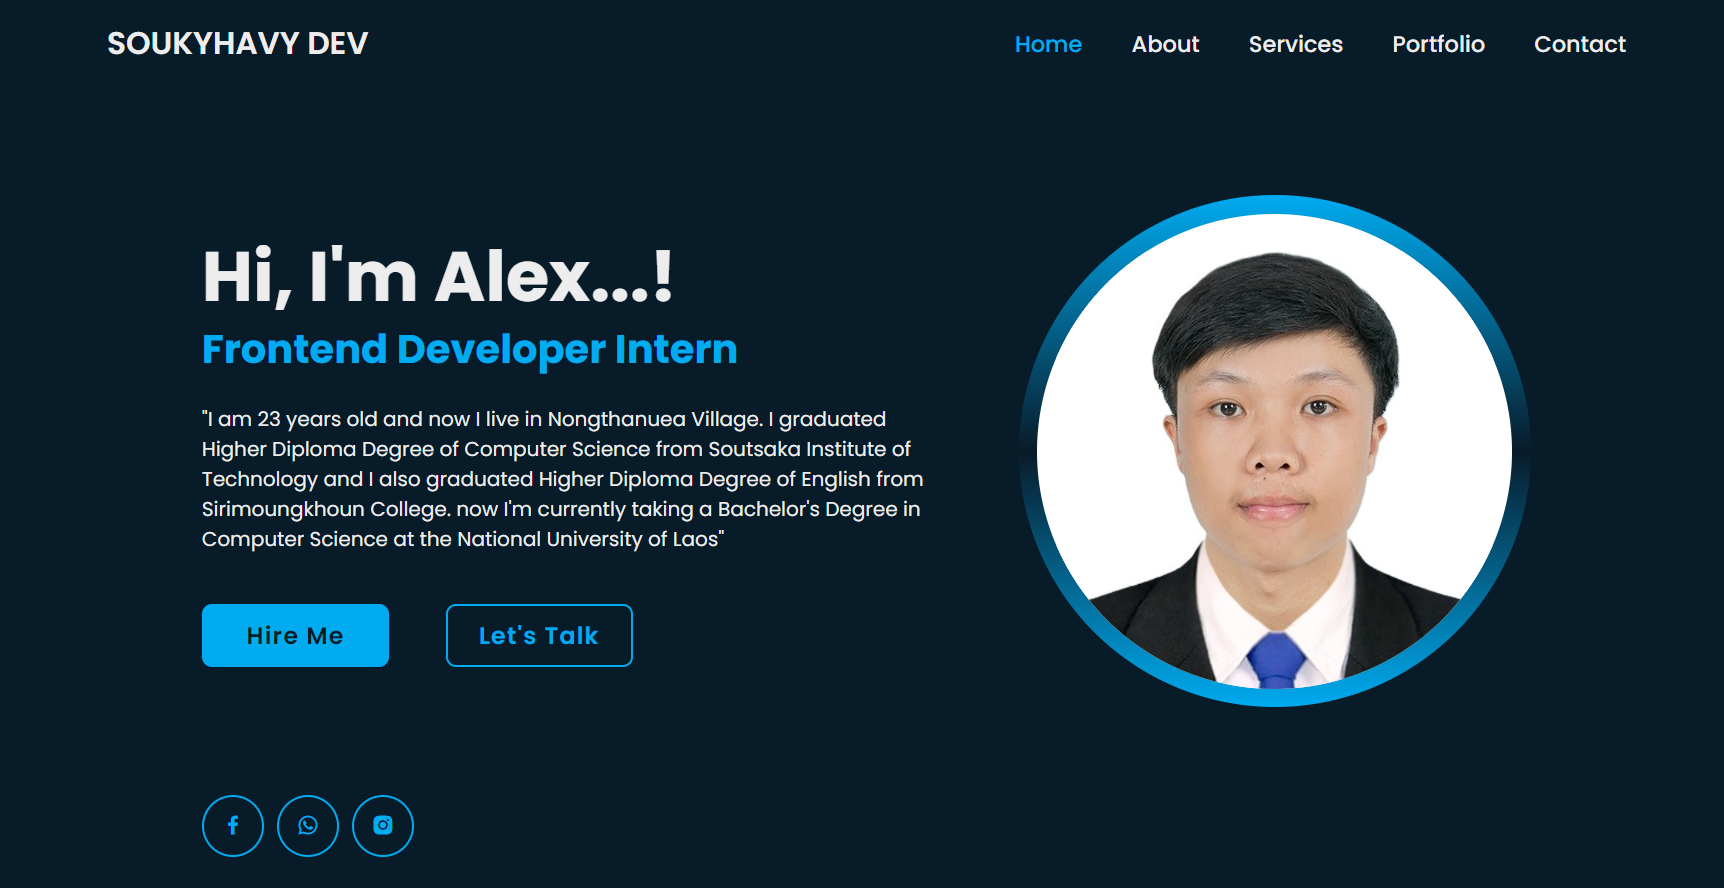 SOUKYHAVY DEV
Home About Services Portfolio Contact
Hi, I'm Alex...!
Frontend Developer Intern
"I am 23 years old and now I live in Nongthanuea Village. I graduated
Higher Diploma Degree of Computer Science from Soutsaka Institute of
Technology and I also graduated Higher Diploma Degree of English from
Sirimoungkhoun College. now I'm currently taking a Bachelor's Degree in
Computer Science at the National University of Laos"
Hire Me
Let's Talk